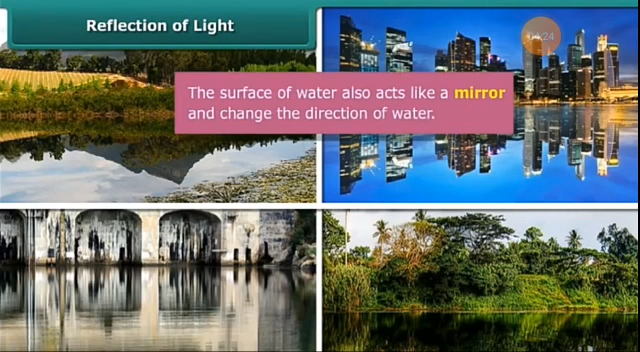 Reflection of Light
The surface of water also acts like a mirror
and change the direction of water.